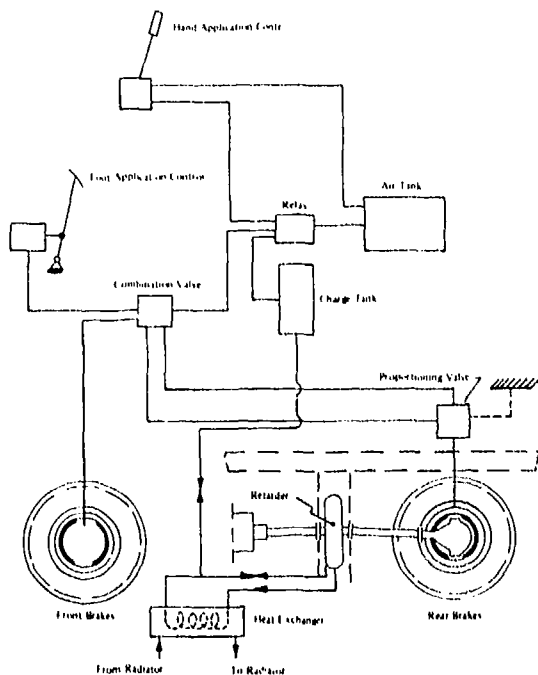 Hand Application Contr
Foot Application Control
Relay
Air Tank
Combination Valve
Charge Tank
Proportioning Valve
Retarder
Front Brakes
Heat Exchanger
Rear Brakes
From Radiator
To Radiator